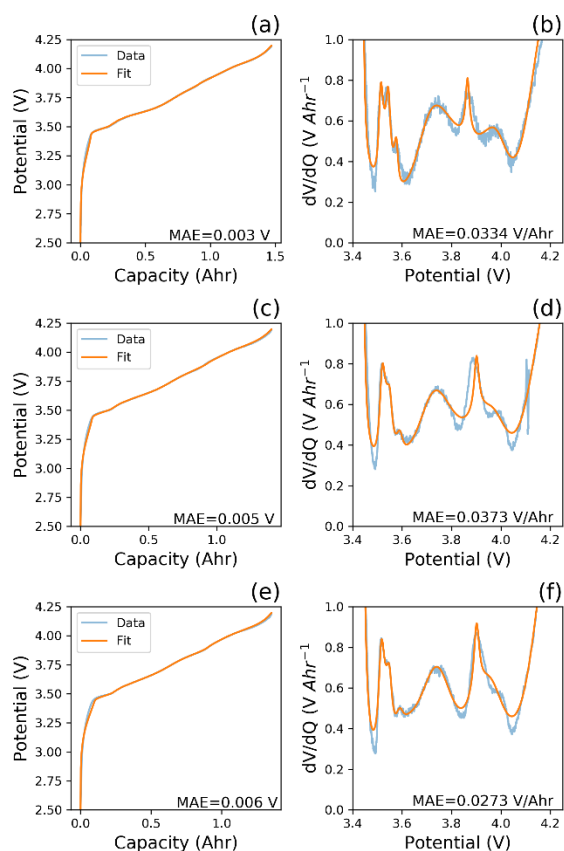 (a)
4.25
4.00
3.75
3.50
3.25
3.00
2.75
2.50
Potential (V)
Data
Fit
MAE=0.003 V
0.0 0.5 1.0 1.5
Capacity (Ahr)
(b)
1.0
0.8
0.6
0.4
0.2
0.0
dV/dQ (V Ahr⁻¹)
MAE=0.0334 V/Ahr
3.4 3.6 3.8 4.0 4.2
Potential (V)
(c)
4.25
4.00
3.75
3.50
3.25
3.00
2.75
2.50
Potential (V)
Data
Fit
MAE=0.005 V
0.0 0.5 1.0
Capacity (Ahr)
(d)
1.0
0.8
0.6
0.4
0.2
0.0
dV/dQ (V Ahr⁻¹)
MAE=0.0373 V/Ahr
3.4 3.6 3.8 4.0 4.2
Potential (V)
(e)
4.25
4.00
3.75
3.50
3.25
3.00
2.75
2.50
Potential (V)
Data
Fit
MAE=0.006 V
0.0 0.5 1.0
Capacity (Ahr)
(f)
1.0
0.8
0.6
0.4
0.2
0.0
dV/dQ (V Ahr⁻¹)
MAE=0.0273 V/Ahr
3.4 3.6 3.8 4.0 4.2
Potential (V)